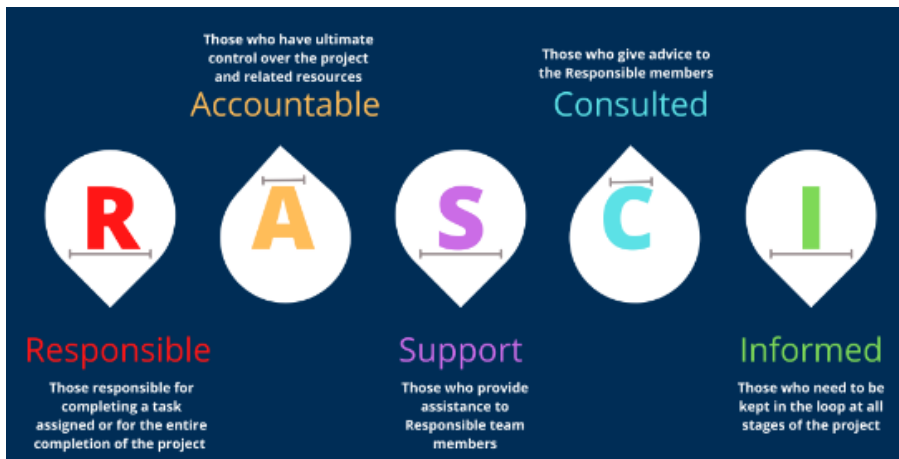 Those who have ultimate
control over the project
and related resources
Accountable
Those who give advice to
the Responsible members
Consulted
R
A
S
C
I
Responsible
Those responsible for
completing a task
assigned or for the entire
completion of the project
Support
Those who provide
assistance to
Responsible team
members
Informed
Those who need to be
kept in the loop at all
stages of the project